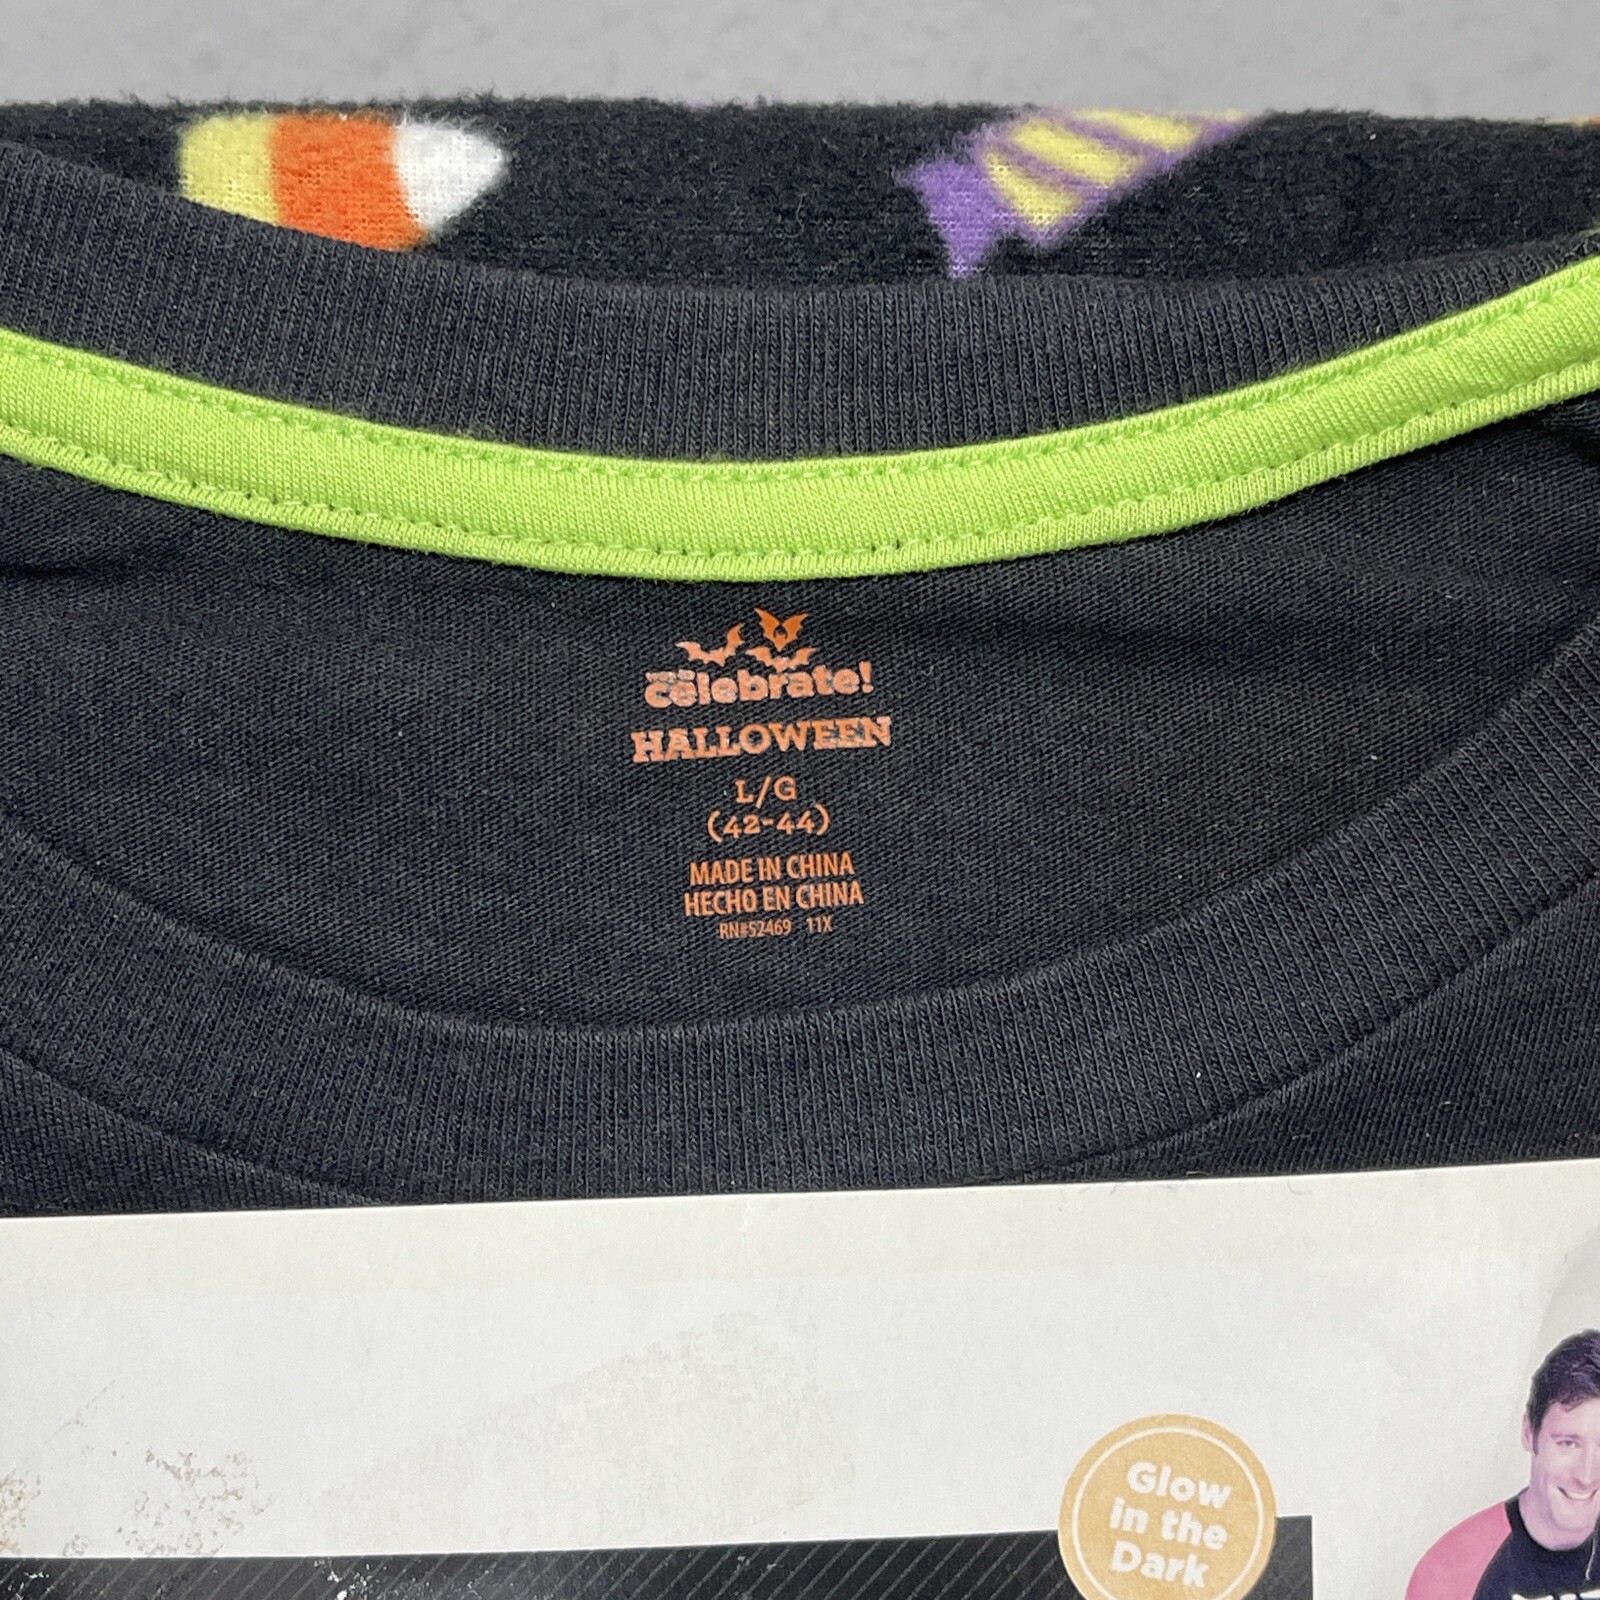 celebrate!
HALLOWEEN
L/G
(42-44)
MADE IN CHINA
HECHO EN CHINA
RN#52469 11X
Glow
in the
Dark